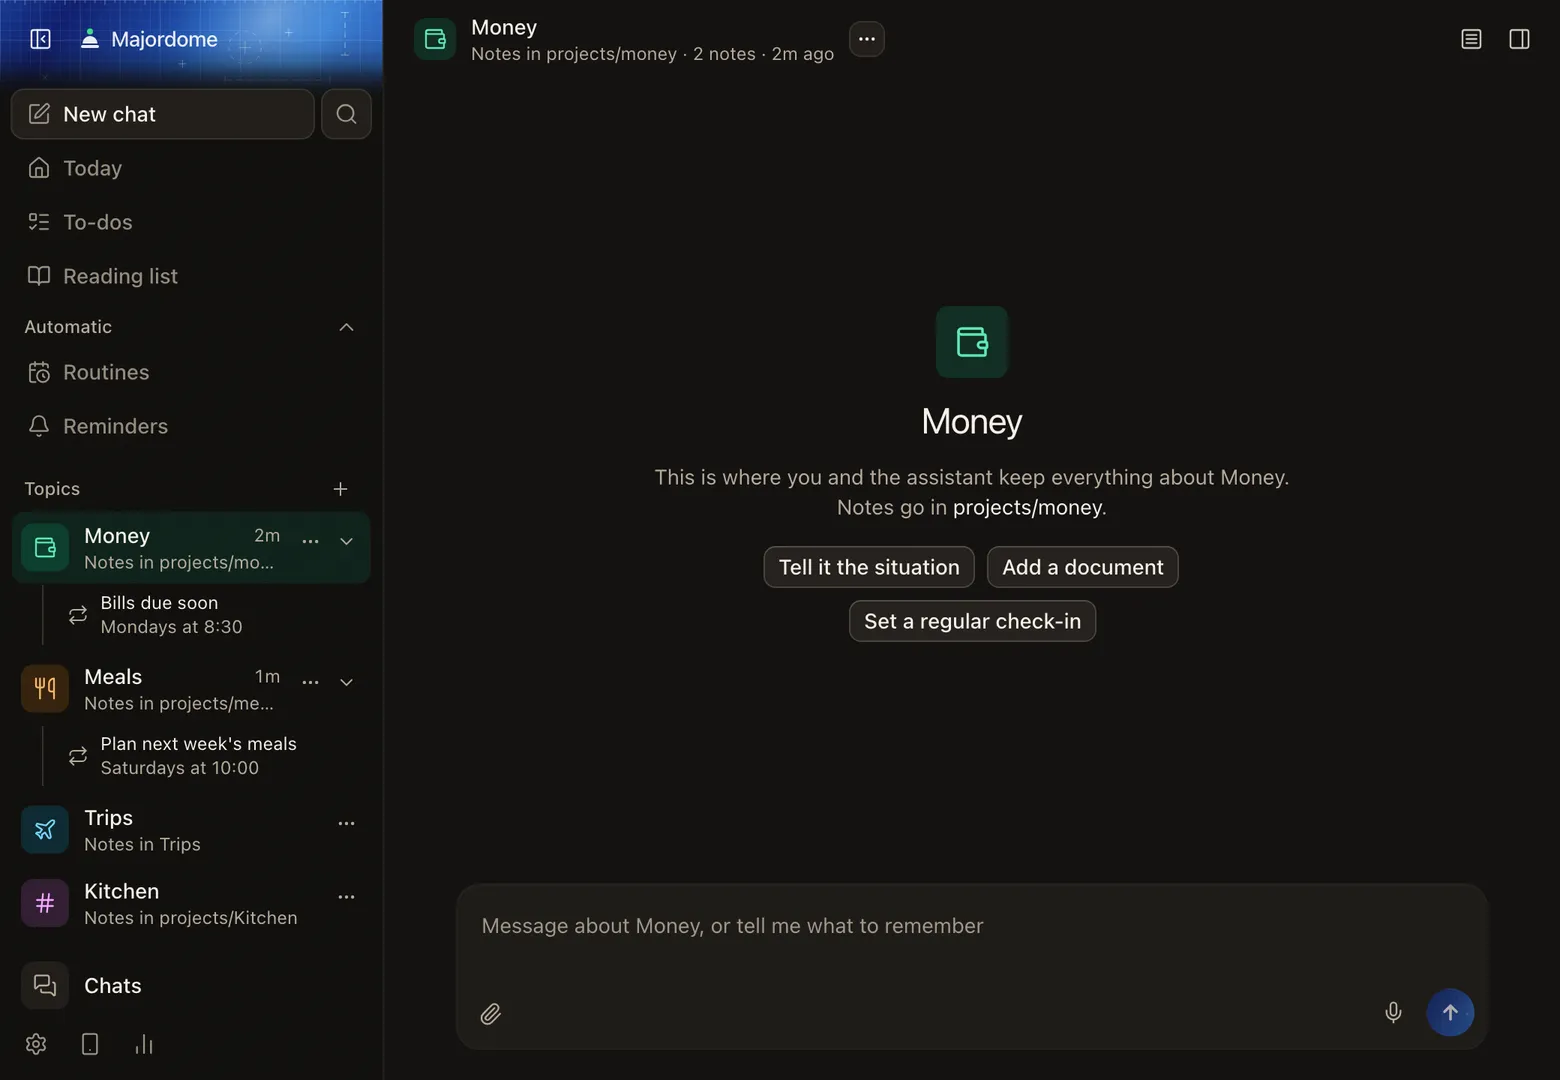 Majordome
New chat
Today
To-dos
Reading list
Automatic
Routines
Reminders
Topics
Money
2m
Notes in projects/mo...
Bills due soon
Mondays at 8:30
Meals
1m
Notes in projects/me...
Plan next week's meals
Saturdays at 10:00
Trips
Notes in Trips
Kitchen
Notes in projects/Kitchen
Chats
Money
Notes in projects/money · 2 notes · 2m ago
Money
This is where you and the assistant keep everything about Money.
Notes go in projects/money.
Tell it the situation
Add a document
Set a regular check-in
Message about Money, or tell me what to remember